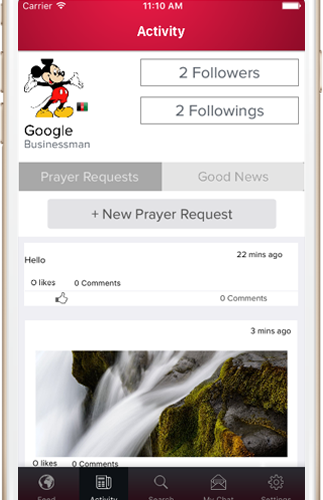 Carrier 11:10 AM
Activity
2 Followers
2 Followings
Google
Businessman
Prayer Requests Good News
+ New Prayer Request
22 mins ago
Hello
0 likes 0 Comments
0 Comments
3 mins ago
0 likes 0 Comments
Feed Activity Search My Chat Settings